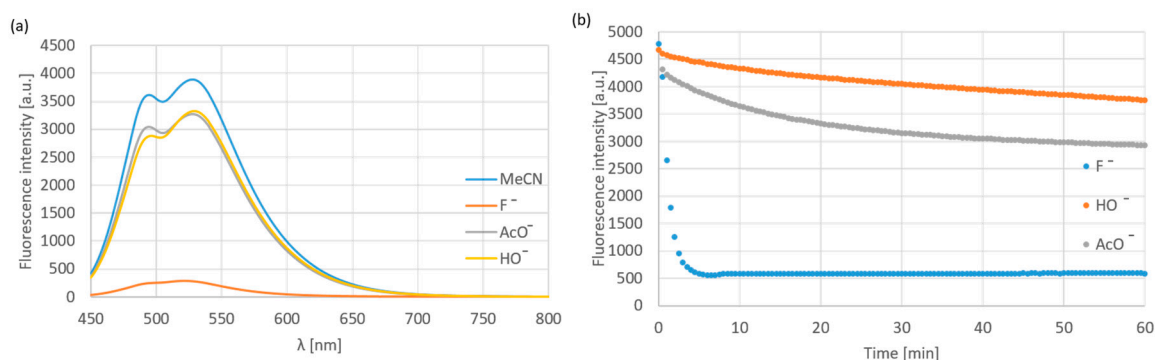 (a)
Fluorescence intensity [a.u.]
4500
4000
3500
3000
2500
2000
1500
1000
500
0
450 500 550 600 650 700 750 800
λ [nm]
MeCN
F⁻
AcO⁻
HO⁻
(b)
Fluorescence intensity [a.u.]
5000
4500
4000
3500
3000
2500
2000
1500
1000
500
0
0 10 20 30 40 50 60
Time [min]
F⁻
HO⁻
AcO⁻